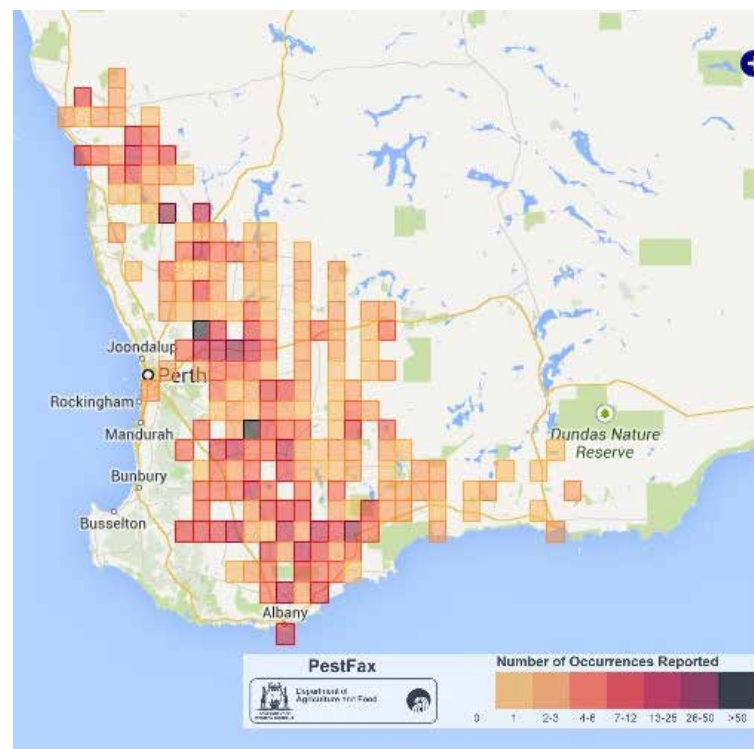 Joondalup
Perth
Rockingham
Mandurah
Dundas Nature
Reserve
Bunbury
Busselton
Albany
PestFax
Number of Occurrences Reported
Department of
Agriculture and Food
0 1 2-3 4-6 7-12 13-25 26-50 >50